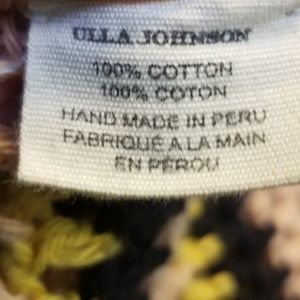 ULLA JOHNSON
100% COTTON
100% COTON
HAND MADE IN PERU
FABRIQUÉ A LA MAIN
EN PÉROU